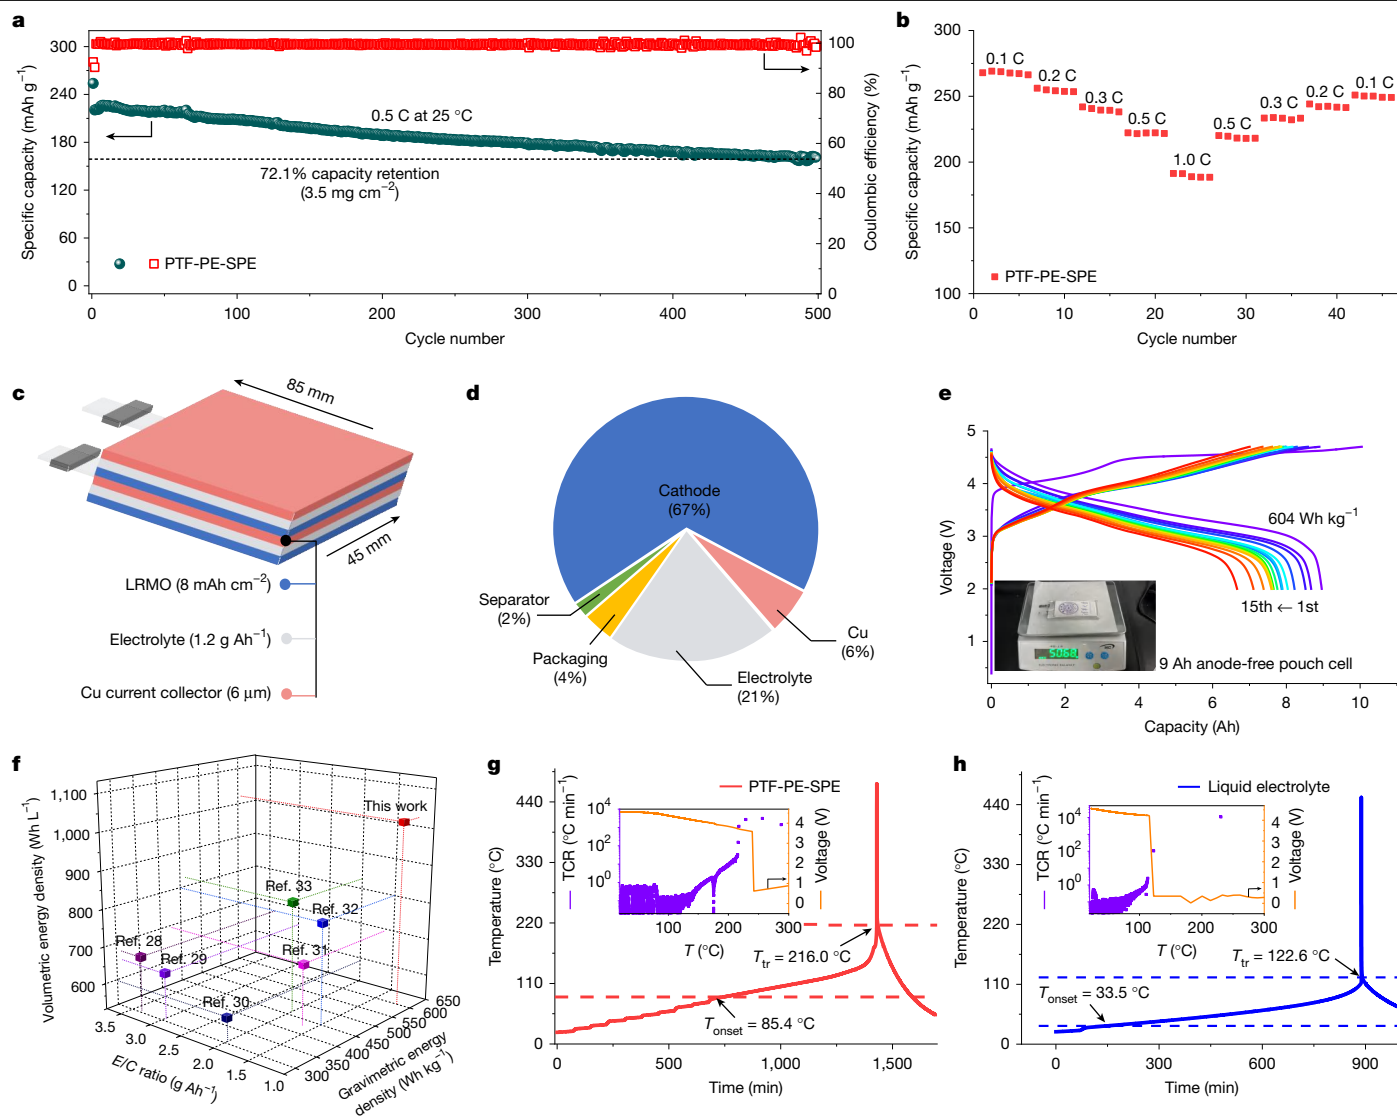 a
300
240
180
120
60
0
Specific capacity (mAh g⁻¹)
100
80
60
40
20
0
Coulombic efficiency (%)
0.5 C at 25 °C
72.1% capacity retention
(3.5 mg cm⁻²)
PTF-PE-SPE
0 100 200 300 400 500
Cycle number
b
300
250
200
150
100
Specific capacity (mAh g⁻¹)
0.1 C
0.2 C
0.3 C
0.5 C
1.0 C
0.5 C
0.3 C
0.2 C
0.1 C
PTF-PE-SPE
0 10 20 30 40
Cycle number
c
85 mm
45 mm
LRMO (8 mAh cm⁻²)
Electrolyte (1.2 g Ah⁻¹)
Cu current collector (6 μm)
d
Cathode
(67%)
Separator
(2%)
Packaging
(4%)
Electrolyte
(21%)
Cu
(6%)
e
5
4
3
2
1
Voltage (V)
604 Wh kg⁻¹
15th ← 1st
50.68
9 Ah anode-free pouch cell
0 2 4 6 8 10
Capacity (Ah)
f
1,100
1,000
900
800
700
600
Volumetric energy density (Wh L⁻¹)
This work
Ref. 33
Ref. 32
Ref. 28
Ref. 29
Ref. 31
Ref. 30
3.5 3.0 2.5 2.0 1.5 1.0
E/C ratio (g Ah⁻¹)
300 350 400 450 500 550 600 650
Gravimetric energy
density (Wh kg⁻¹)
g
440
330
220
110
0
Temperature (°C)
PTF-PE-SPE
TCR (°C min⁻¹)
10⁴
10²
10⁰
4
3
2
1
0
Voltage (V)
0 100 200 300
T (°C)
Ttr = 216.0 °C
Tonset = 85.4 °C
0 500 1,000 1,500
Time (min)
h
440
330
220
110
0
Temperature (°C)
Liquid electrolyte
TCR (°C min⁻¹)
10⁴
10²
10⁰
4
3
2
1
0
Voltage (V)
100 200 300
T (°C)
Ttr = 122.6 °C
Tonset = 33.5 °C
0 300 600 900
Time (min)